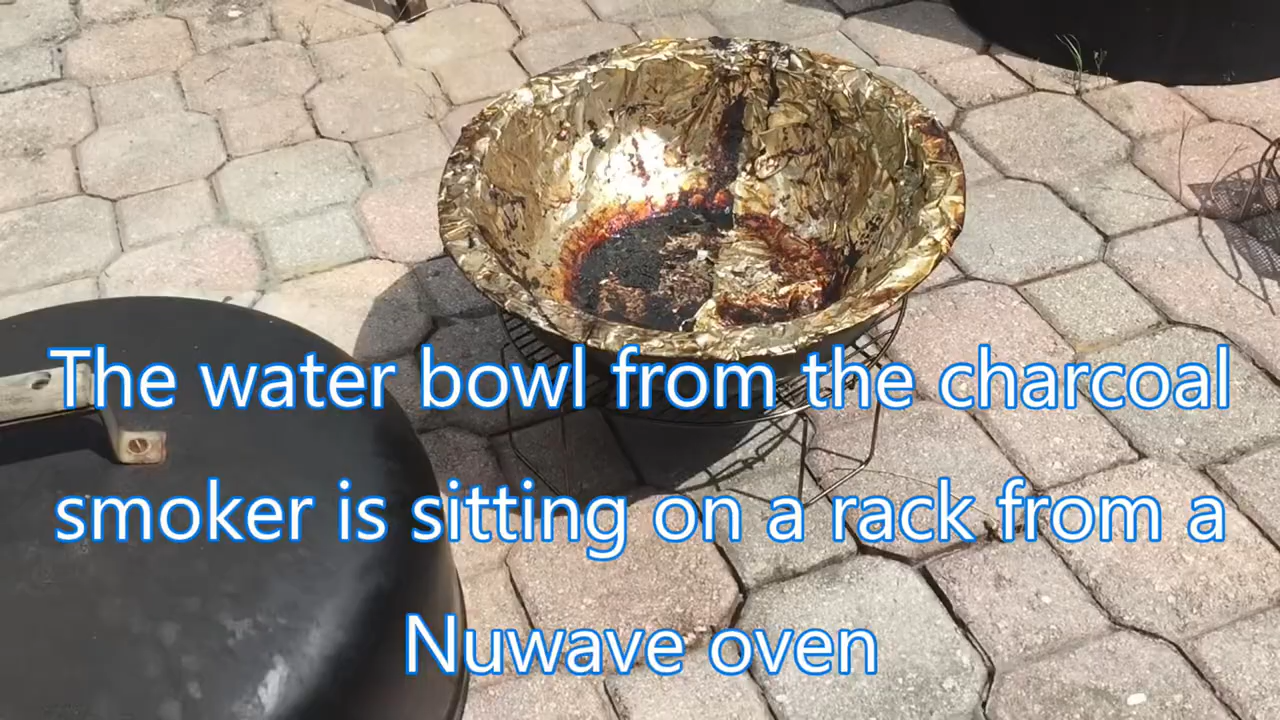 The water bowl from the charcoal
smoker is sitting on a rack from a
Nuwave oven